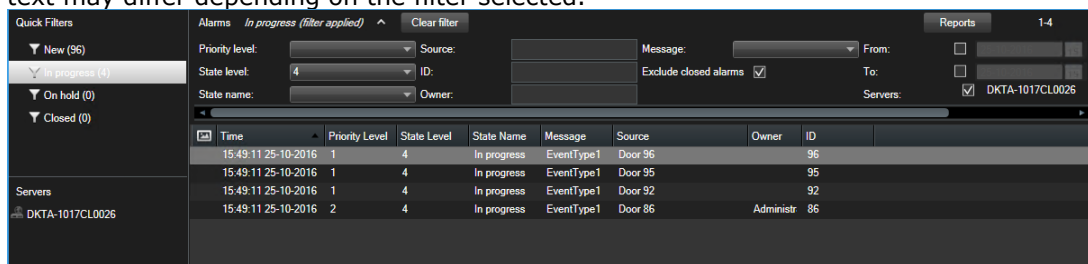 text may differ depending on the filter selected.
Quick Filters
New (96)
In progress (4)
On hold (0)
Closed (0)
Servers
DKTA-1017CL0026
Alarms In progress (filter applied) Clear filter Reports 1-4
Priority level: Source: Message: From:
State level: 4 ID: Exclude closed alarms To:
State name: Owner: Servers: DKTA-1017CL0026
Time Priority Level State Level State Name Message Source Owner ID
15:49:11 25-10-2016 1 4 In progress EventType1 Door 96 96
15:49:11 25-10-2016 1 4 In progress EventType1 Door 95 95
15:49:11 25-10-2016 1 4 In progress EventType1 Door 92 92
15:49:11 25-10-2016 2 4 In progress EventType1 Door 86 Administr 86